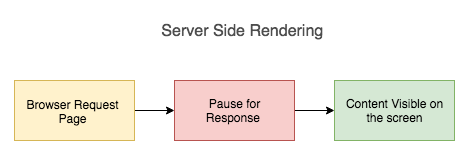 Server Side Rendering
Browser Request
Page
Pause for
Response
Content Visible on
the screen